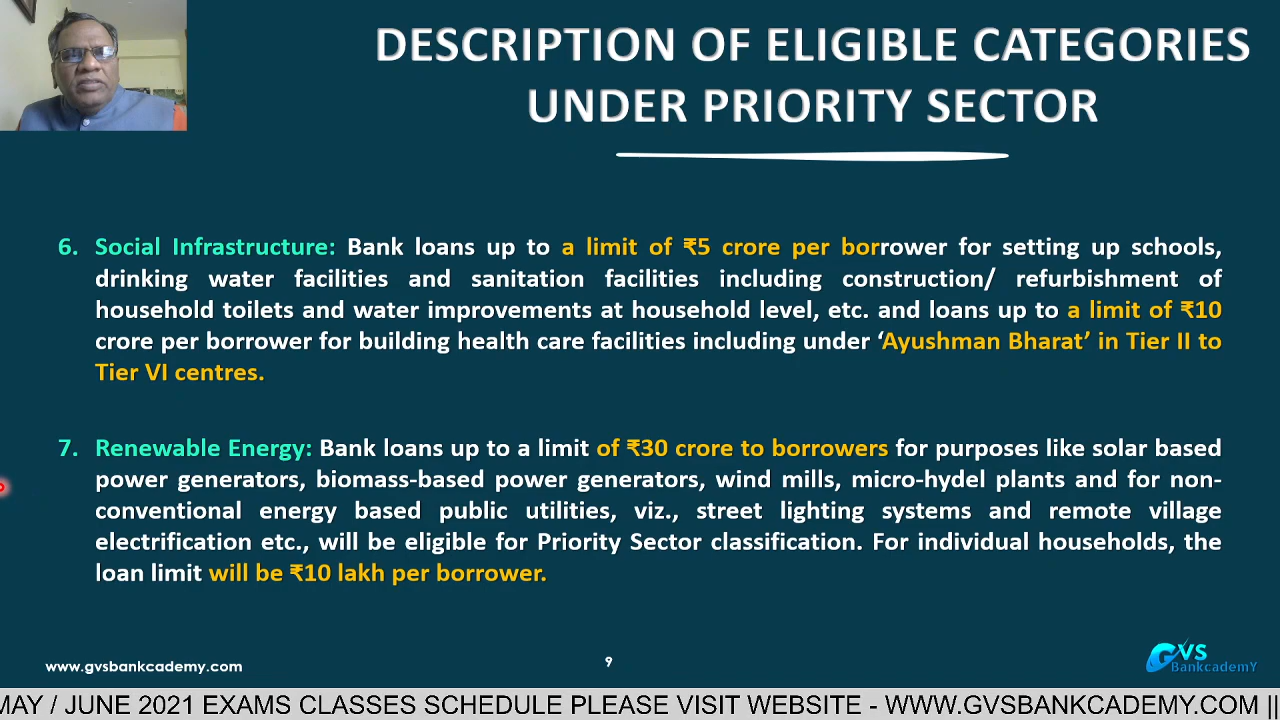 DESCRIPTION OF ELIGIBLE CATEGORIES
UNDER PRIORITY SECTOR
6. Social Infrastructure: Bank loans up to a limit of ₹5 crore per borrower for setting up schools,
drinking water facilities and sanitation facilities including construction/ refurbishment of
household toilets and water improvements at household level, etc. and loans up to a limit of ₹10
crore per borrower for building health care facilities including under ‘Ayushman Bharat’ in Tier II to
Tier VI centres.
7. Renewable Energy: Bank loans up to a limit of ₹30 crore to borrowers for purposes like solar based
power generators, biomass-based power generators, wind mills, micro-hydel plants and for non-
conventional energy based public utilities, viz., street lighting systems and remote village
electrification etc., will be eligible for Priority Sector classification. For individual households, the
loan limit will be ₹10 lakh per borrower.
www.gvsbankcademy.com
9
GVS
BankcademY
MAY / JUNE 2021 EXAMS CLASSES SCHEDULE PLEASE VISIT WEBSITE - WWW.GVSBANKCADEMY.COM ||